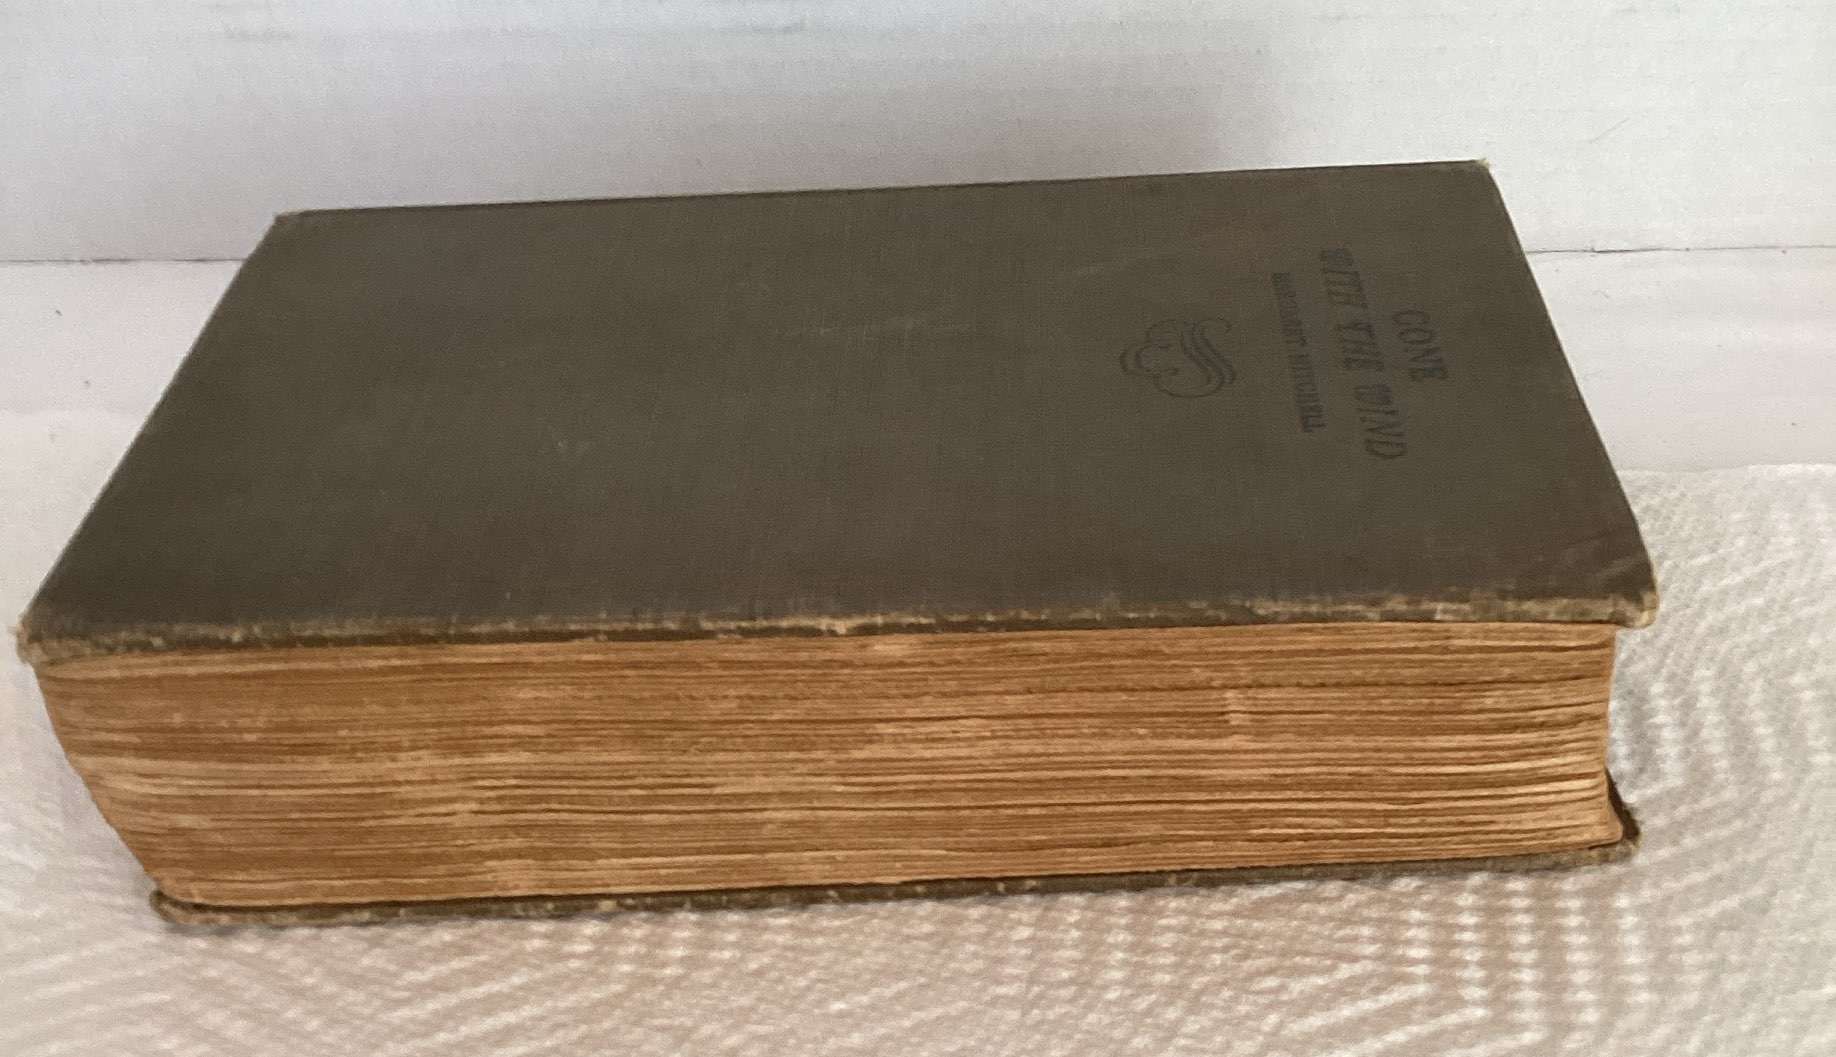 GONE
WITH THE WIND
MARGARET MITCHELL